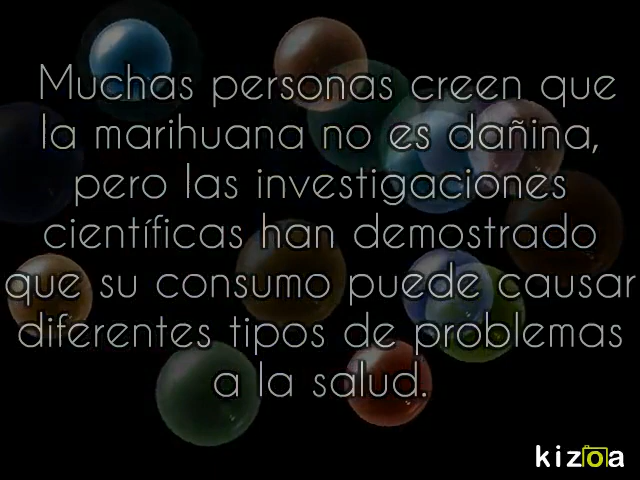 Muchas personas creen que
la marihuana no es dañina,
pero las investigaciones
científicas han demostrado
que su consumo puede causar
diferentes tipos de problemas
a la salud.
kizoa